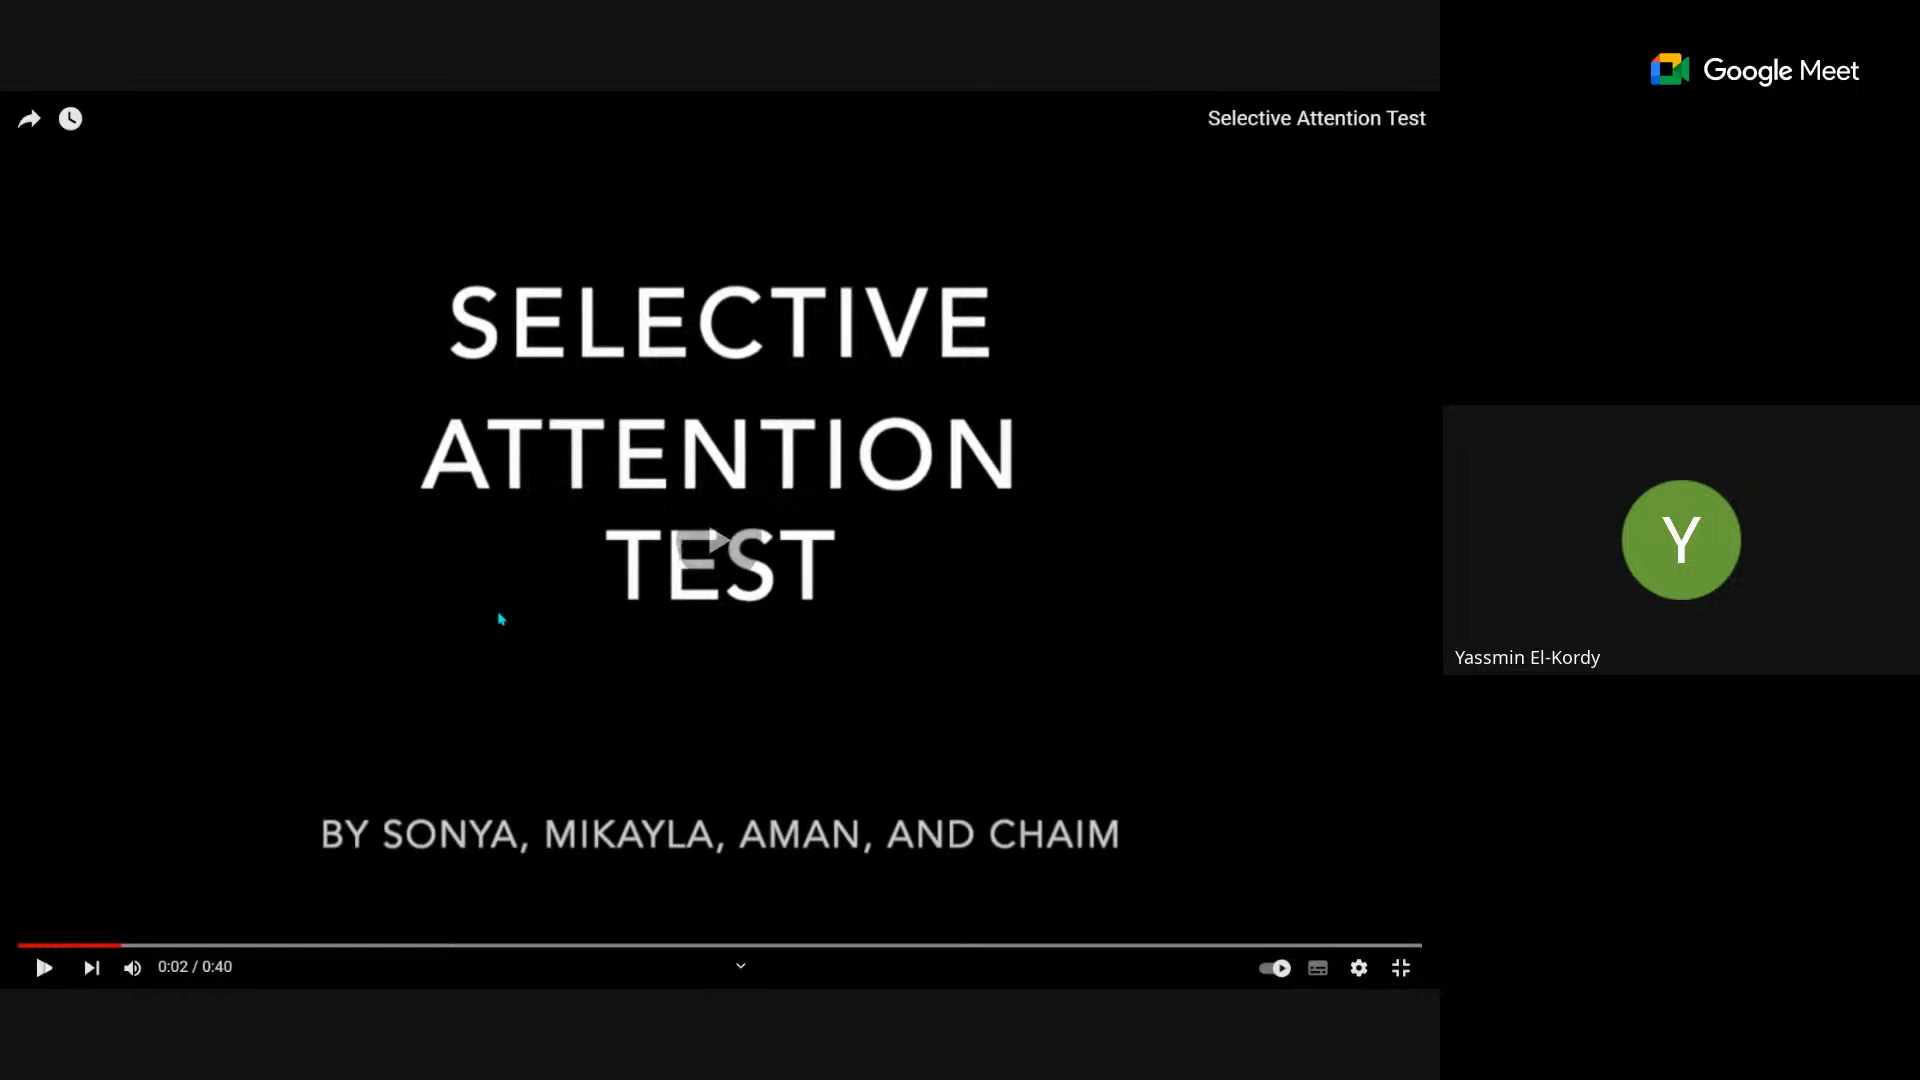 Google Meet
Selective Attention Test
SELECTIVE
ATTENTION
TEST
BY SONYA, MIKAYLA, AMAN, AND CHAIM
0:02 / 0:40
Y
Yassmin El-Kordy